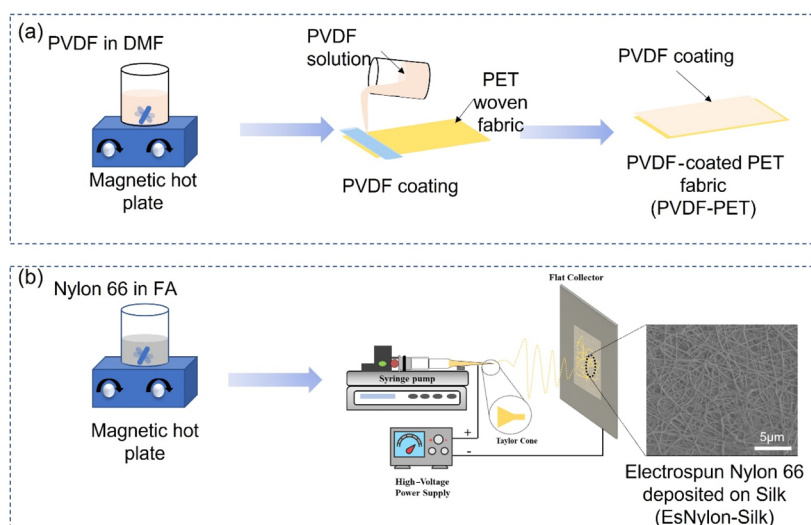 (a)
PVDF in DMF
Magnetic hot
plate
PVDF
solution
PET
woven
fabric
PVDF coating
PVDF coating
PVDF-coated PET
fabric
(PVDF-PET)
(b)
Nylon 66 in FA
Magnetic hot
plate
Syringe pump
+
-
High-Voltage
Power Supply
Taylor Cone
Flat Collector
5μm
Electrospun Nylon 66
deposited on Silk
(EsNylon-Silk)